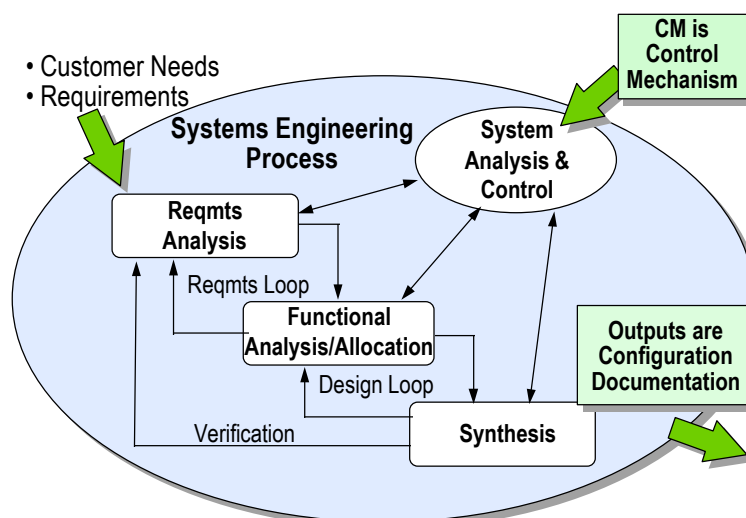 • Customer Needs
• Requirements
CM is
Control
Mechanism
Systems Engineering
Process
System
Analysis &
Control
Reqmts
Analysis
Reqmts Loop
Functional
Analysis/Allocation
Outputs are
Configuration
Documentation
Design Loop
Verification
Synthesis